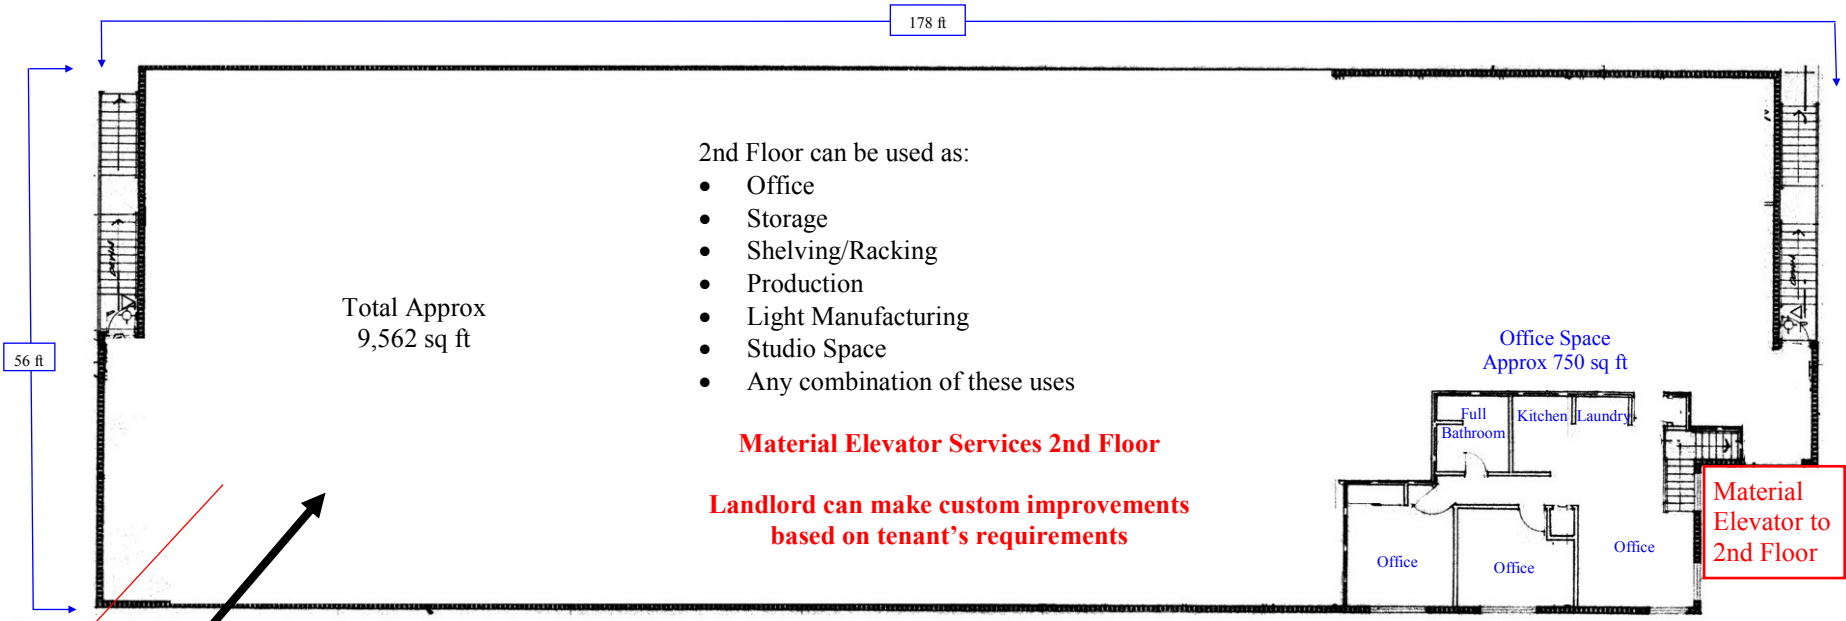 178 ft
56 ft
2nd Floor can be used as:
• Office
• Storage
• Shelving/Racking
• Production
• Light Manufacturing
• Studio Space
• Any combination of these uses
Total Approx
9,562 sq ft
Material Elevator Services 2nd Floor
Landlord can make custom improvements
based on tenant’s requirements
Office Space
Approx 750 sq ft
Full
Bathroom
Kitchen
Laundry
Office
Office
Office
Material
Elevator to
2nd Floor
DOWN
DOWN